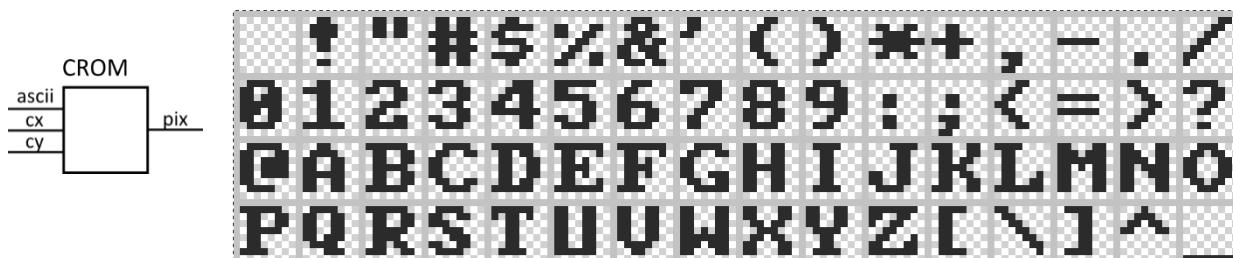 CROM
ascii
cx
cy
pix
! " # $ % & ' ( ) * + , - . /
0 1 2 3 4 5 6 7 8 9 : ; < = > ?
@ A B C D E F G H I J K L M N O
P Q R S T U V W X Y Z [ \ ] ^ _